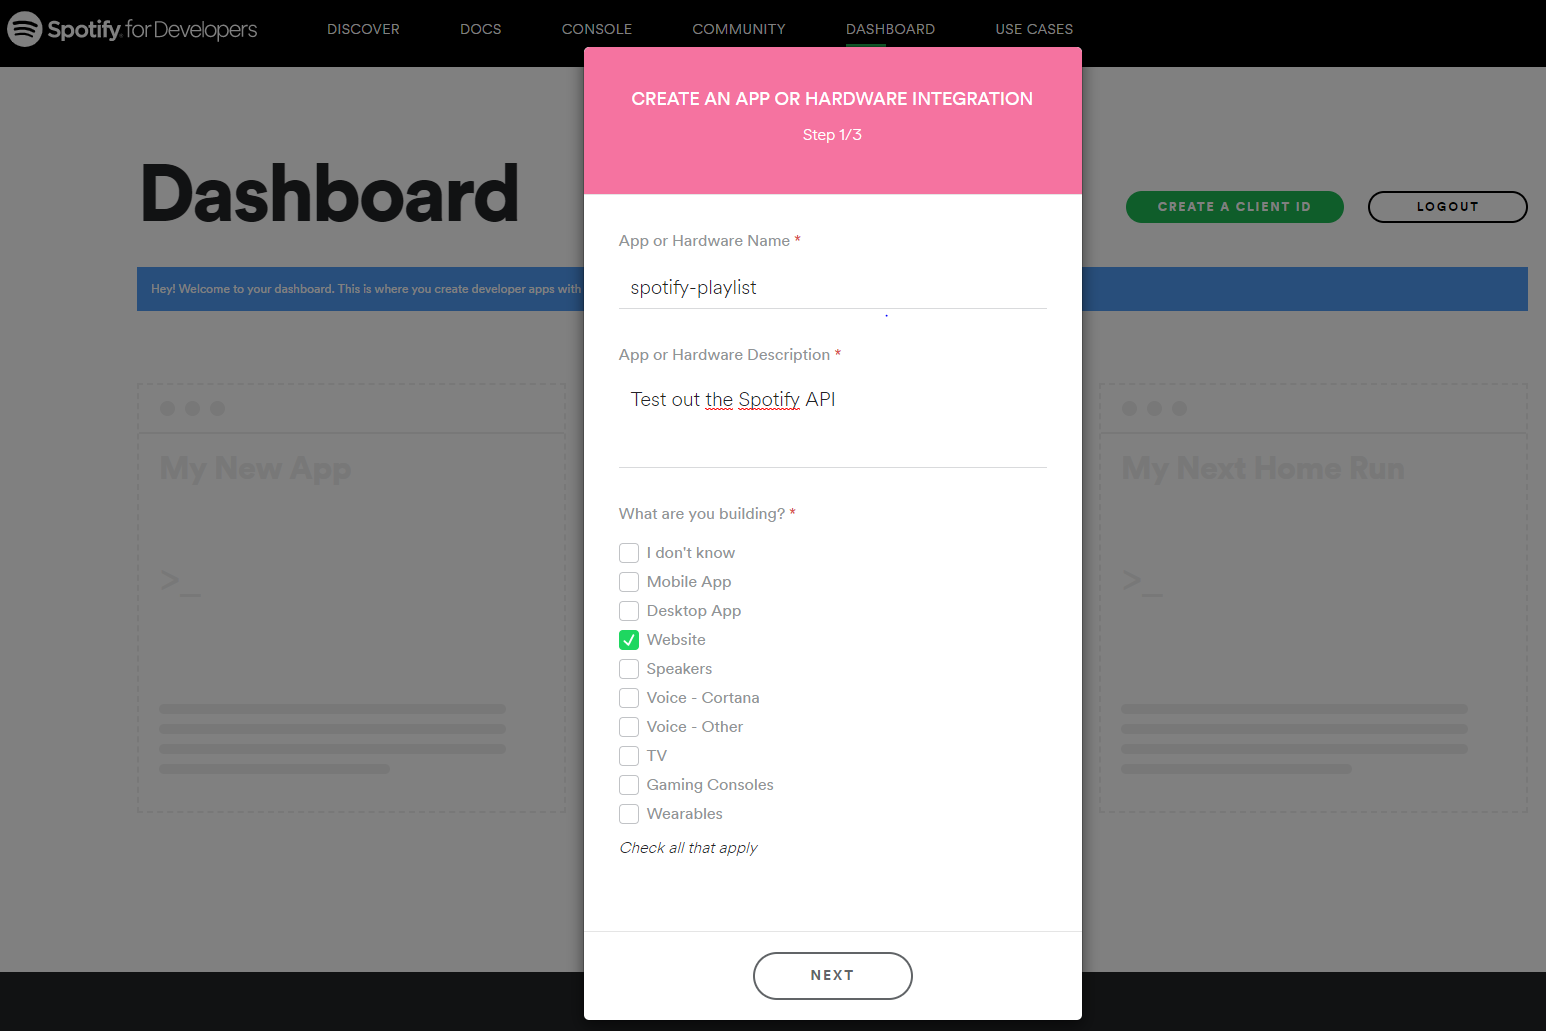 Spotify for Developers
DISCOVER
DOCS
CONSOLE
COMMUNITY
DASHBOARD
USE CASES
CREATE AN APP OR HARDWARE INTEGRATION
Step 1/3
Dashboard
CREATE A CLIENT ID
LOGOUT
Hey! Welcome to your dashboard. This is where you create developer apps with
App or Hardware Name *
spotify-playlist
App or Hardware Description *
Test out the Spotify API
My New App
>_
My Next Home Run
>_
What are you building? *
I don't know
Mobile App
Desktop App
Website
Speakers
Voice - Cortana
Voice - Other
TV
Gaming Consoles
Wearables
Check all that apply
NEXT